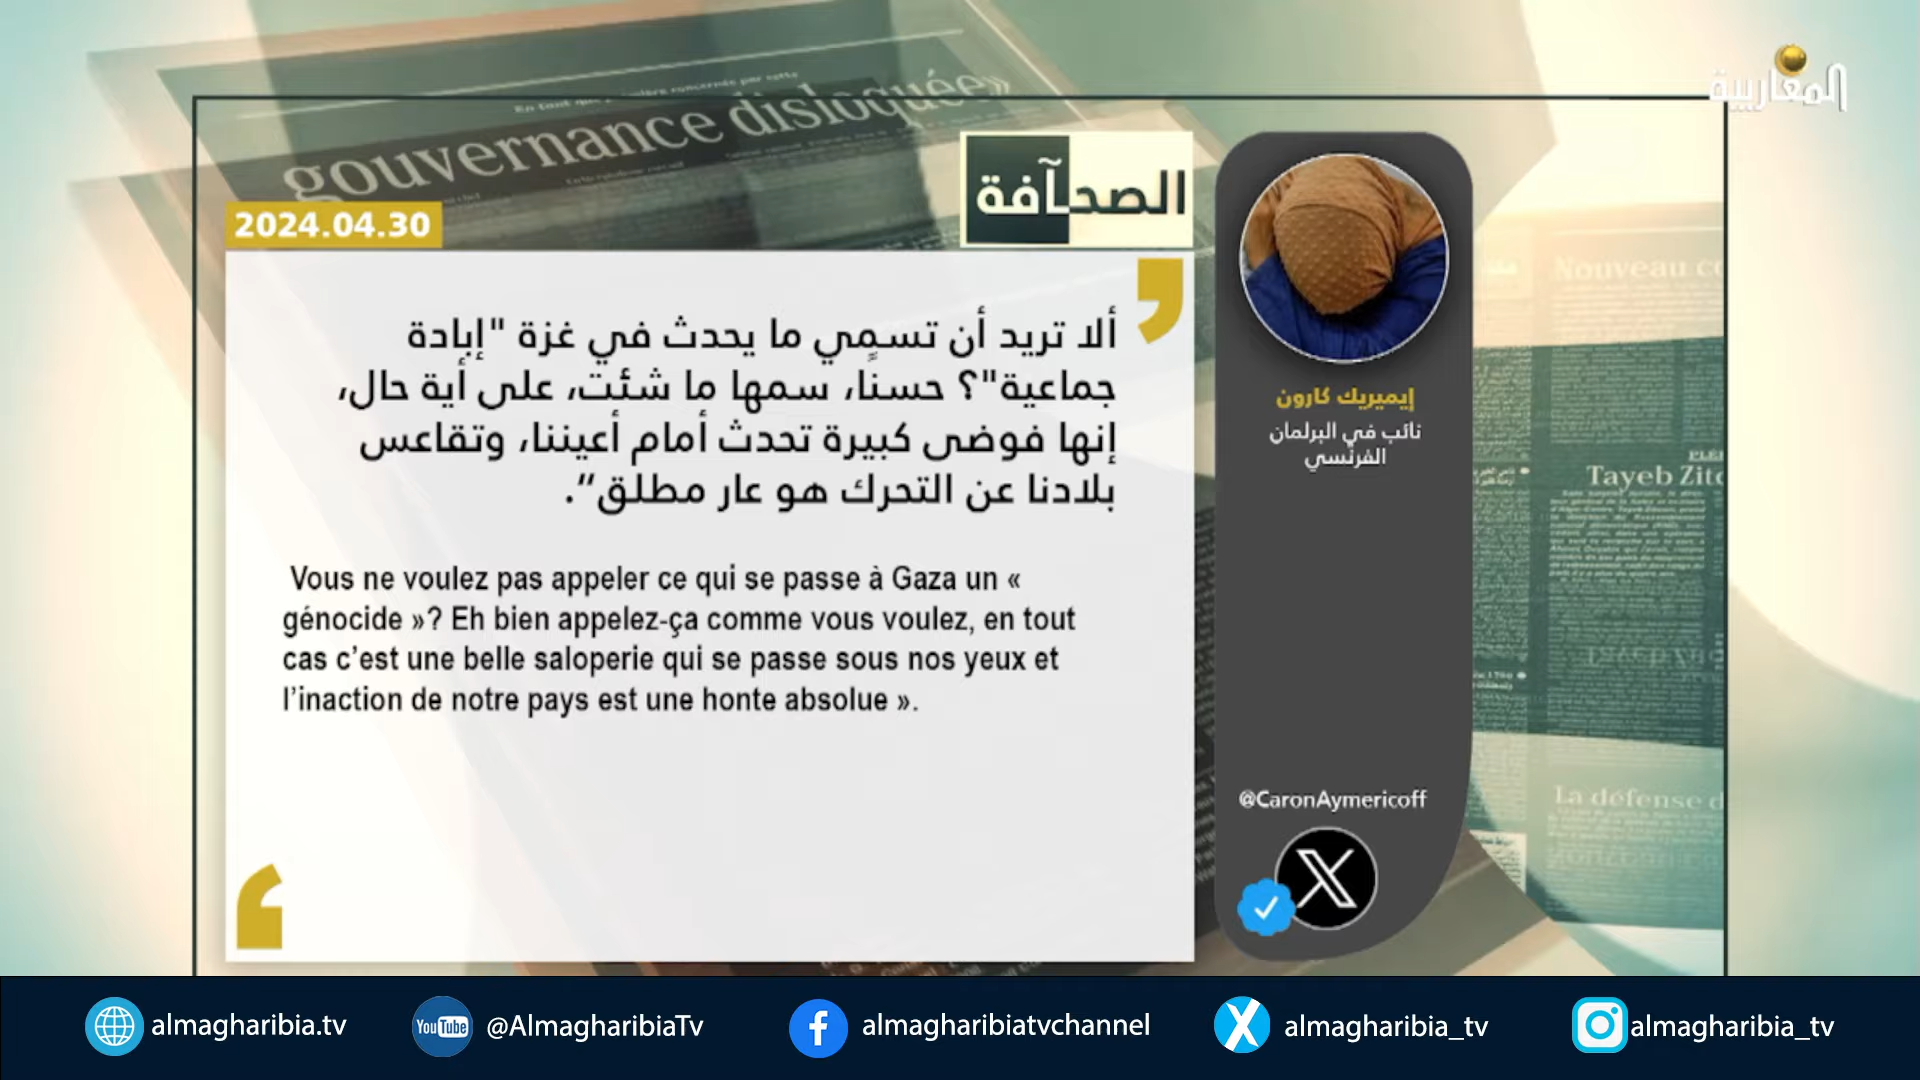 المغاربية
gouvernance disloquée»
الصحآفة
2024.04.30
ألا تريد أن تسمي ما يحدث في غزة "إبادة
جماعية"؟ حسنًا، سمها ما شئت، على أية حال،
إنها فوضى كبيرة تحدث أمام أعيننا، وتقاعس
بلادنا عن التحرك هو عار مطلق”.
Vous ne voulez pas appeler ce qui se passe à Gaza un «
génocide »? Eh bien appelez-ça comme vous voulez, en tout
cas c’est une belle saloperie qui se passe sous nos yeux et
l’inaction de notre pays est une honte absolue ».
إيميريك كارون
نائب في البرلمان
الفرنسي
@CaronAymericoff
Nouveau
Tayeb
La défense
almagharibia.tv
YouTube
@AlmagharibiaTv
almagharibiatvchannel
almagharibia_tv
almagharibia_tv